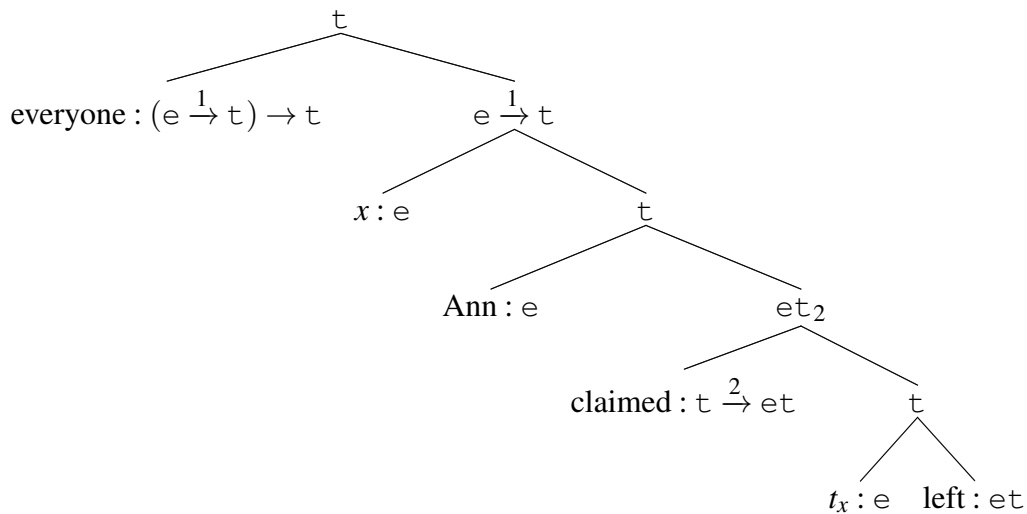 t
everyone : (e →¹ t) → t e →¹ t
x : e t
Ann : e et₂
claimed : t →² et t
tₓ : e left : et